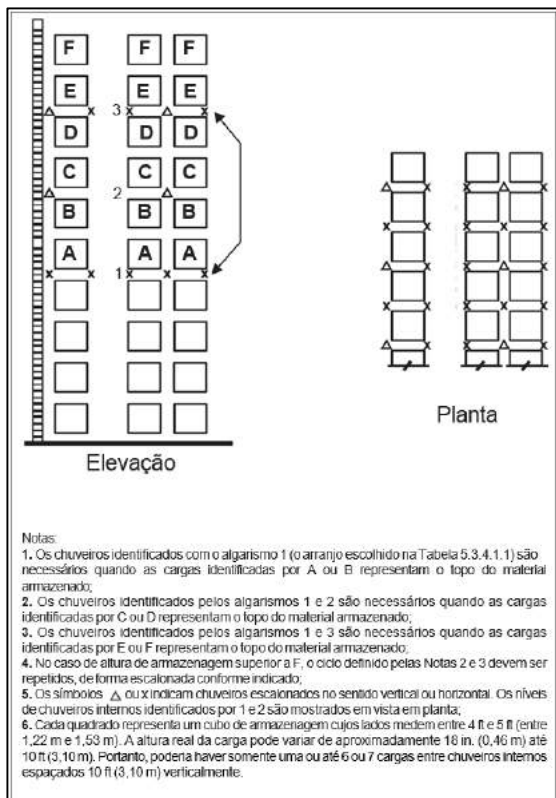 F F F
E E E
3
D D D
C C C
2
B B B
A A A
1
Elevação
Planta
Notas:
1. Os chuveiros identificados com o algarismo 1 (o arranjo escolhido na Tabela 5.3.4.1.1) são
necessários quando as cargas identificadas por A ou B representam o topo do material
armazenado;
2. Os chuveiros identificados pelos algarismos 1 e 2 são necessários quando as cargas
identificadas por C ou D representam o topo do material armazenado;
3. Os chuveiros identificados pelos algarismos 1 e 3 são necessários quando as cargas
identificadas por E ou F representam o topo do material armazenado;
4. No caso de altura de armazenagem superior a F, o ciclo definido pelas Notas 2 e 3 devem ser
repetidos, de forma escalonada conforme indicado;
5. Os símbolos △ ou x indicam chuveiros escalonados no sentido vertical ou horizontal. Os níveis
de chuveiros internos identificados por 1 e 2 são mostrados em vista em planta;
6. Cada quadrado representa um cubo de armazenagem cujos lados medem entre 4 ft e 5 ft (entre
1,22 m e 1,53 m). A altura real da carga pode variar de aproximadamente 18 in. (0,46 m) até
10 ft (3,10 m). Portanto, poderia haver somente uma ou até 6 ou 7 cargas entre chuveiros internos
espaçados 10 ft (3,10 m) verticalmente.